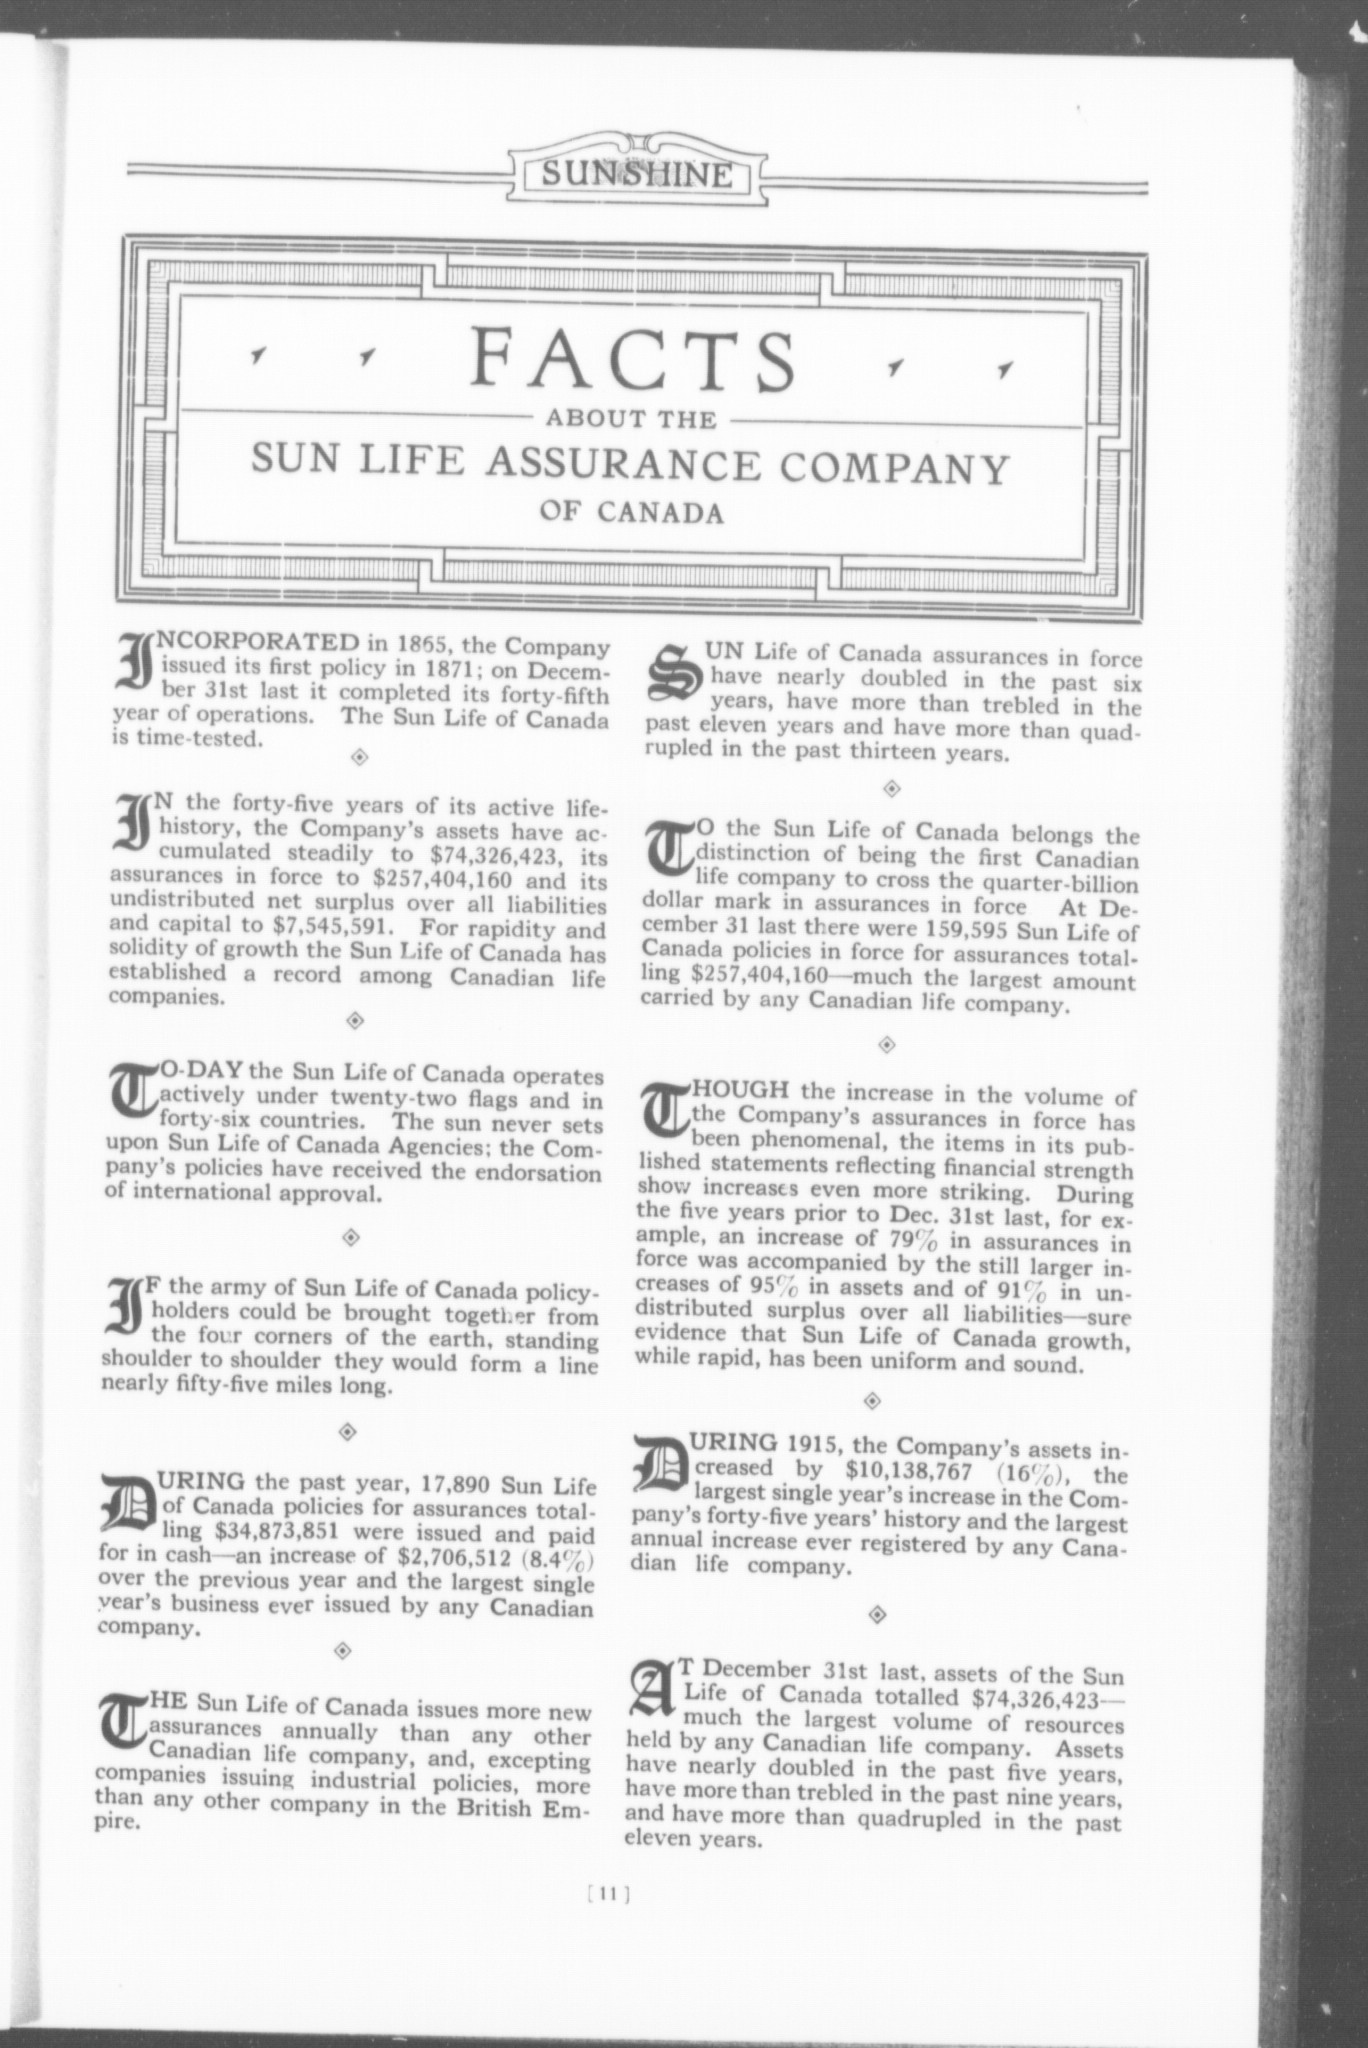 SUNSHINE
FACTS
ABOUT THE
SUN LIFE ASSURANCE COMPANY
OF CANADA
INCORPORATED in 1865, the Company
issued its first policy in 1871; on Decem-
ber 31st last it completed its forty-fifth
year of operations. The Sun Life of Canada
is time-tested.
IN the forty-five years of its active life-
history, the Company's assets have ac-
cumulated steadily to $74,326,423, its
assurances in force to $257,404,160 and its
undistributed net surplus over all liabilities
and capital to $7,545,591. For rapidity and
solidity of growth the Sun Life of Canada has
established a record among Canadian life
companies.
TO-DAY the Sun Life of Canada operates
actively under twenty-two flags and in
forty-six countries. The sun never sets
upon Sun Life of Canada Agencies; the Com-
pany's policies have received the endorsation
of international approval.
IF the army of Sun Life of Canada policy-
holders could be brought together from
the four corners of the earth, standing
shoulder to shoulder they would form a line
nearly fifty-five miles long.
DURING the past year, 17,890 Sun Life
of Canada policies for assurances total-
ling $34,873,851 were issued and paid
for in cash—an increase of $2,706,512 (8.4%)
over the previous year and the largest single
year's business ever issued by any Canadian
company.
THE Sun Life of Canada issues more new
assurances annually than any other
Canadian life company, and, excepting
companies issuing industrial policies, more
than any other company in the British Em-
pire.
SUN Life of Canada assurances in force
have nearly doubled in the past six
years, have more than trebled in the
past eleven years and have more than quad-
rupled in the past thirteen years.
TO the Sun Life of Canada belongs the
distinction of being the first Canadian
life company to cross the quarter-billion
dollar mark in assurances in force At De-
cember 31 last there were 159,595 Sun Life of
Canada policies in force for assurances total-
ling $257,404,160—much the largest amount
carried by any Canadian life company.
THOUGH the increase in the volume of
the Company's assurances in force has
been phenomenal, the items in its pub-
lished statements reflecting financial strength
show increases even more striking. During
the five years prior to Dec. 31st last, for ex-
ample, an increase of 79% in assurances in
force was accompanied by the still larger in-
creases of 95% in assets and of 91% in un-
distributed surplus over all liabilities—sure
evidence that Sun Life of Canada growth,
while rapid, has been uniform and sound.
DURING 1915, the Company's assets in-
creased by $10,138,767 (16%), the
largest single year's increase in the Com-
pany's forty-five years' history and the largest
annual increase ever registered by any Cana-
dian life company.
AT December 31st last, assets of the Sun
Life of Canada totalled $74,326,423—
much the largest volume of resources
held by any Canadian life company. Assets
have nearly doubled in the past five years,
have more than trebled in the past nine years,
and have more than quadrupled in the past
eleven years.
[ 11 ]